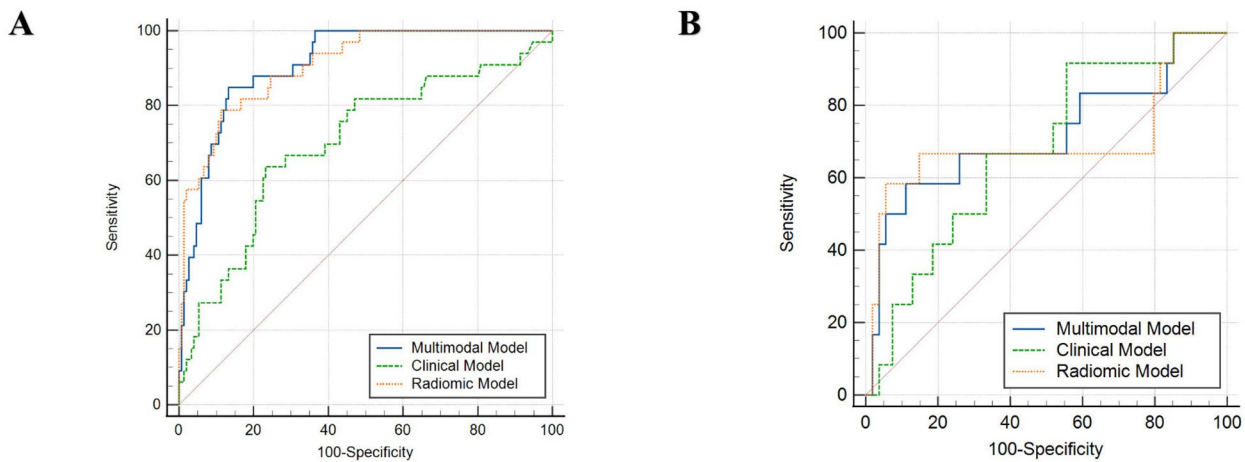 A
100
80
60
40
20
0
Sensitivity
0 20 40 60 80 100
100-Specificity
Multimodal Model
Clinical Model
Radiomic Model
B
100
80
60
40
20
0
Sensitivity
0 20 40 60 80 100
100-Specificity
Multimodal Model
Clinical Model
Radiomic Model